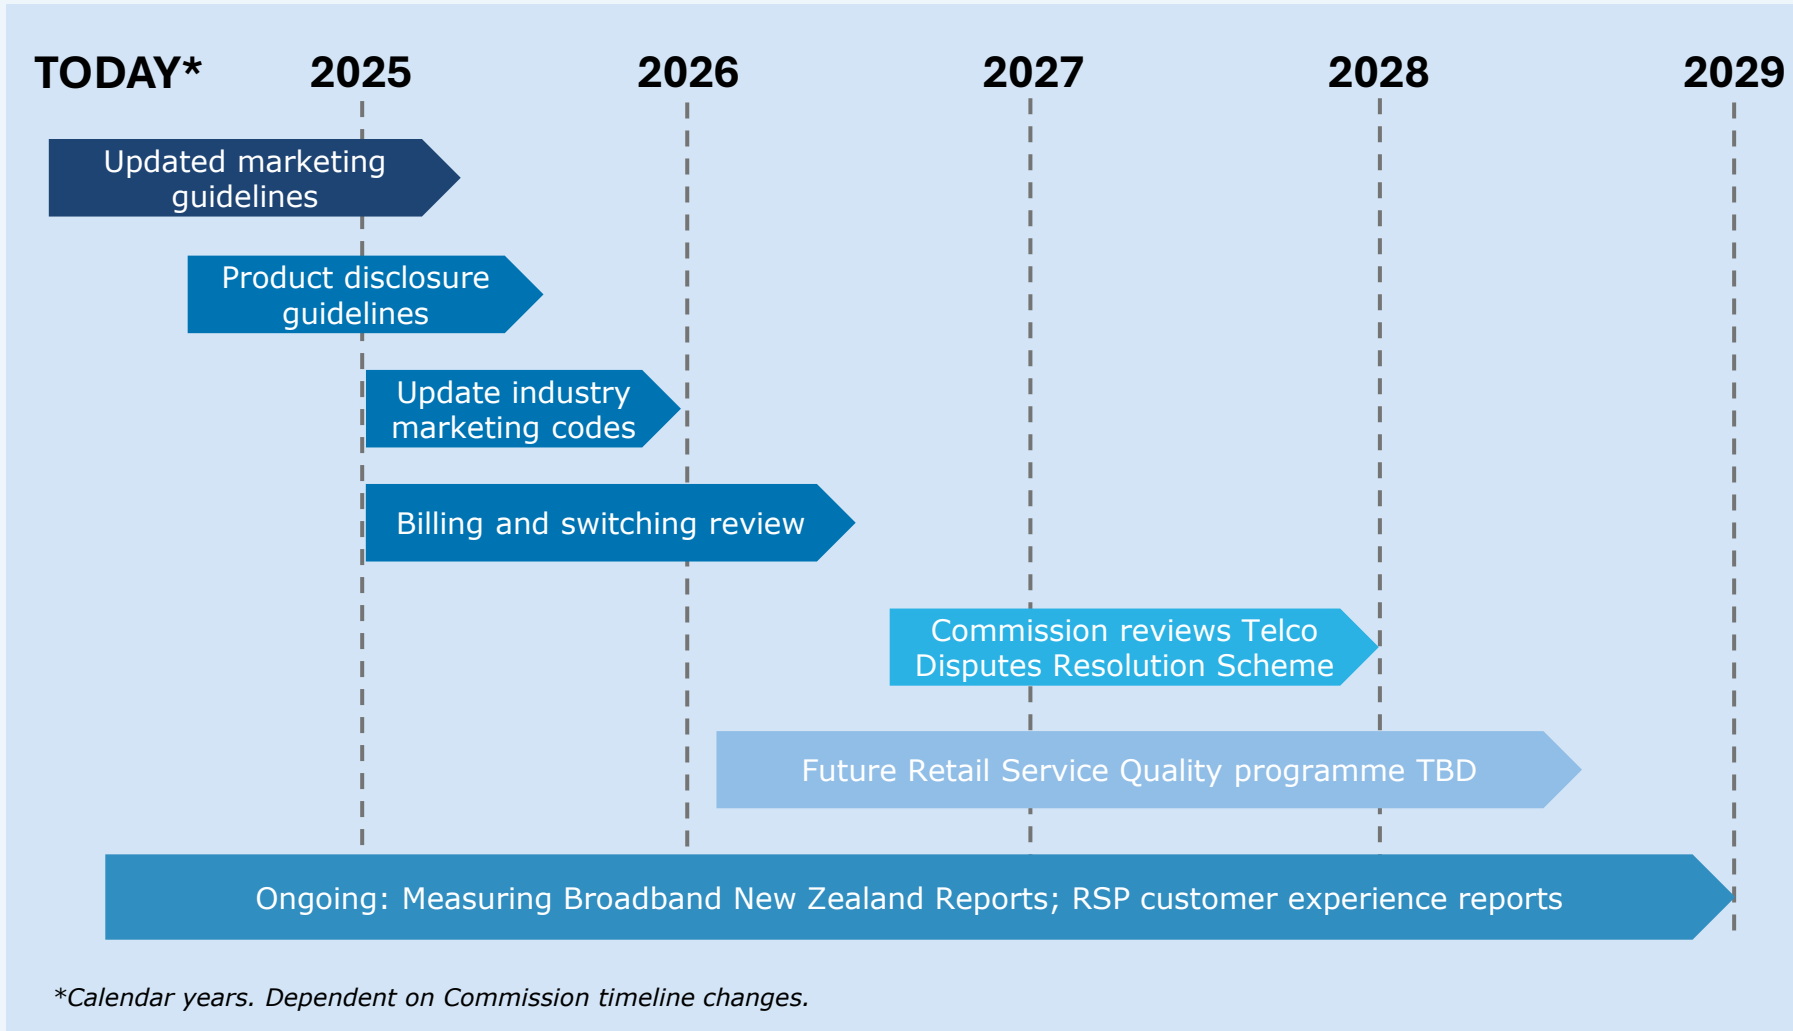 TODAY* 2025 2026 2027 2028 2029
Updated marketing
guidelines
Product disclosure
guidelines
Update industry
marketing codes
Billing and switching review
Commission reviews Telco
Disputes Resolution Scheme
Future Retail Service Quality programme TBD
Ongoing: Measuring Broadband New Zealand Reports; RSP customer experience reports
*Calendar years. Dependent on Commission timeline changes.